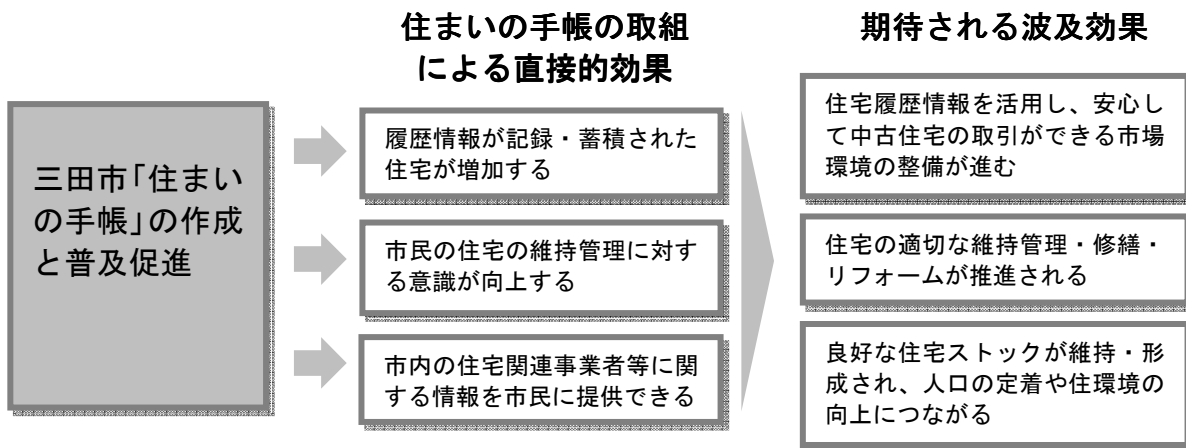 住まいの手帳の取組
による直接的効果
期待される波及効果
三田市「住まい
の手帳」の作成
と普及促進
履歴情報が記録・蓄積された
住宅が増加する
市民の住宅の維持管理に対す
る意識が向上する
市内の住宅関連事業者等に関
する情報を市民に提供できる
住宅履歴情報を活用し、安心し
て中古住宅の取引ができる市場
環境の整備が進む
住宅の適切な維持管理・修繕・
リフォームが推進される
良好な住宅ストックが維持・形
成され、人口の定着や住環境の
向上につながる